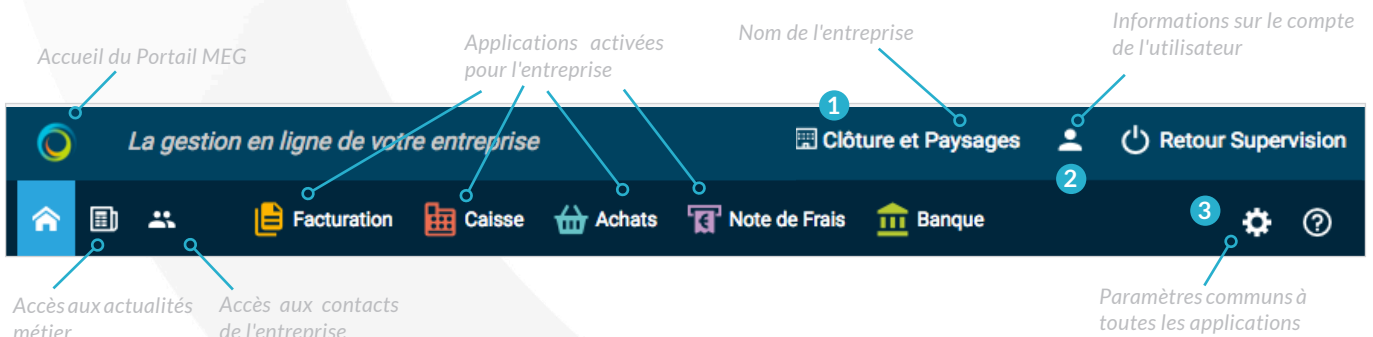 Informations sur le compte
de l'utilisateur
Nom de l'entreprise
Applications activées
pour l'entreprise
Accueil du Portail MEG
1
La gestion en ligne de votre entreprise
Clôture et Paysages
Retour Supervision
2
Facturation
Caisse
Achats
Note de Frais
Banque
3
Accès aux actualités
métier
Accès aux contacts
de l'entreprise
Paramètres communs à
toutes les applications